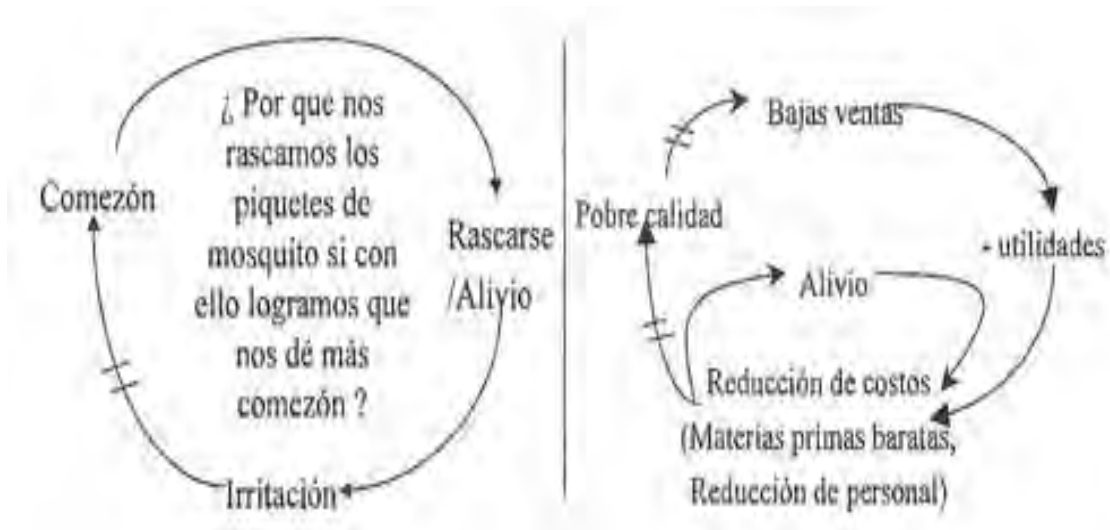 ¿ Por que nos
rascamos los
piquetes de
mosquito si con
ello logramos que
nos dé más
comezón ?
Comezón
Rascarse
/Alivio
Irritación
Bajas ventas
Pobre calidad
- utilidades
Alivio
Reducción de costos
(Materias primas baratas,
Reducción de personal)